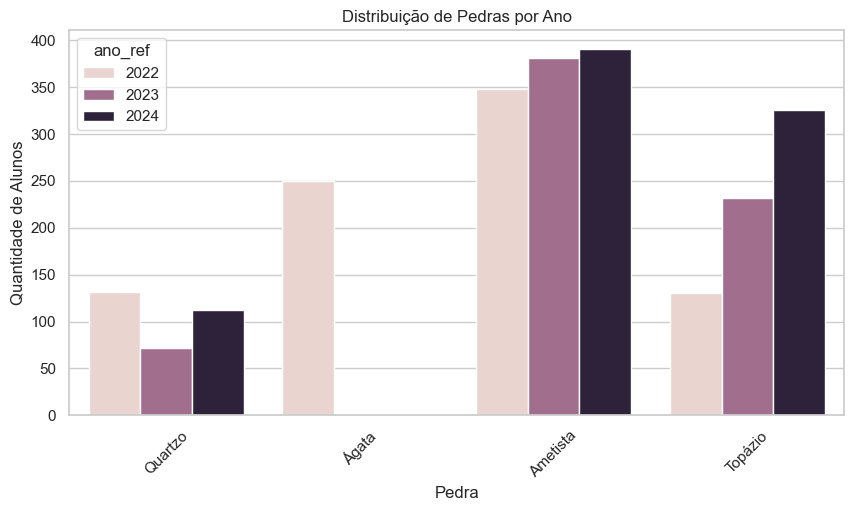 Distribuição de Pedras por Ano
ano_ref
2022
2023
2024
Quantidade de Alunos
400
350
300
250
200
150
100
50
0
Quartzo
Ágata
Ametista
Topázio
Pedra